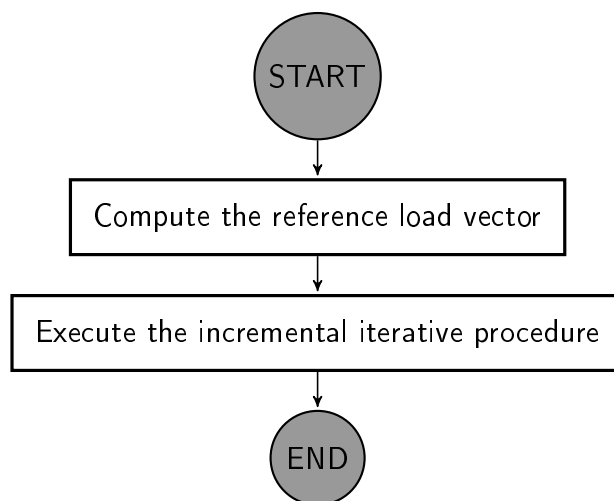 START
Compute the reference load vector
Execute the incremental iterative procedure
END